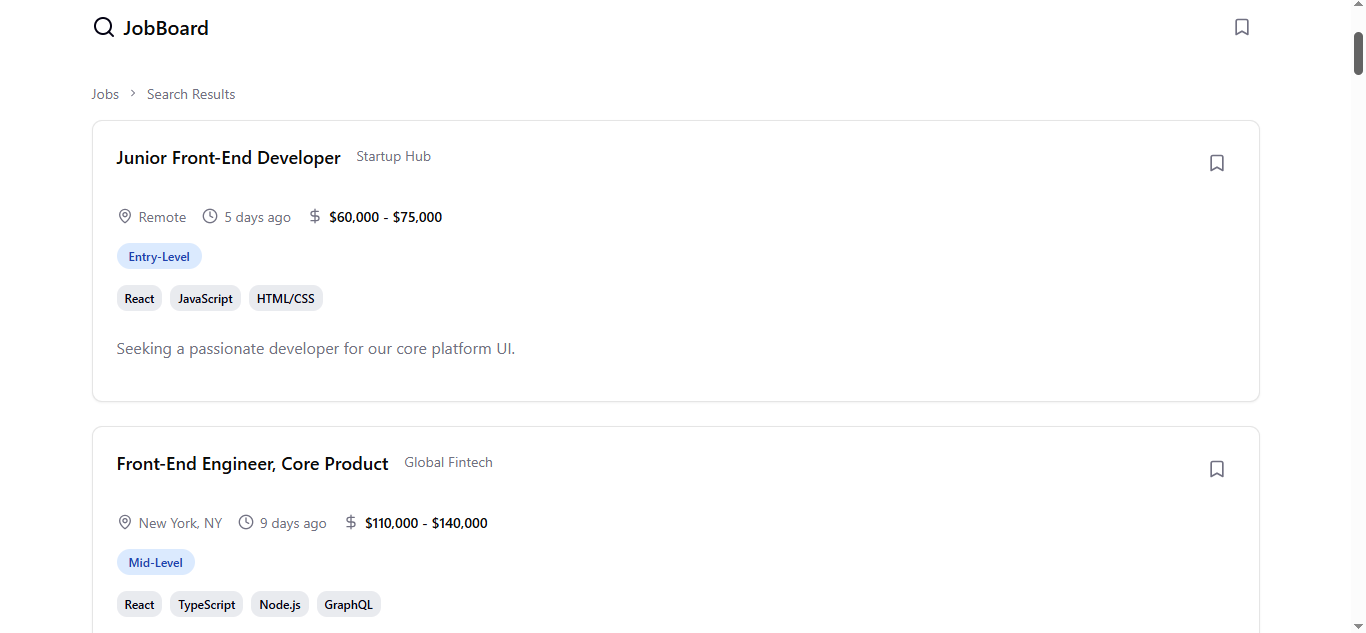 JobBoard
Jobs > Search Results
Junior Front-End Developer Startup Hub
Remote 5 days ago $ $60,000 - $75,000
Entry-Level
React JavaScript HTML/CSS
Seeking a passionate developer for our core platform UI.
Front-End Engineer, Core Product Global Fintech
New York, NY 9 days ago $ $110,000 - $140,000
Mid-Level
React TypeScript Node.js GraphQL